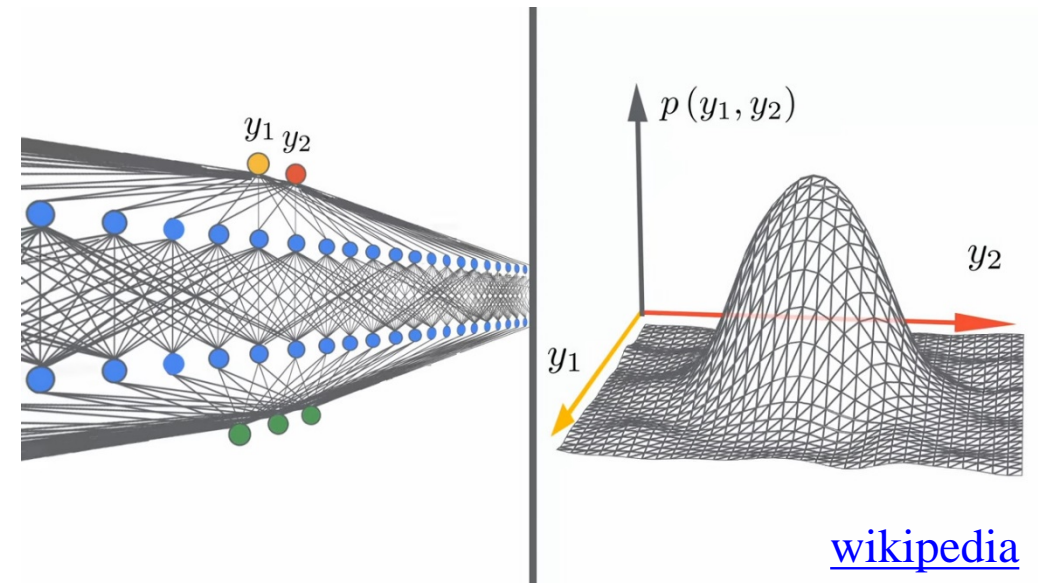 y₁ y₂
p (y₁, y₂)
y₂
y₁
wikipedia